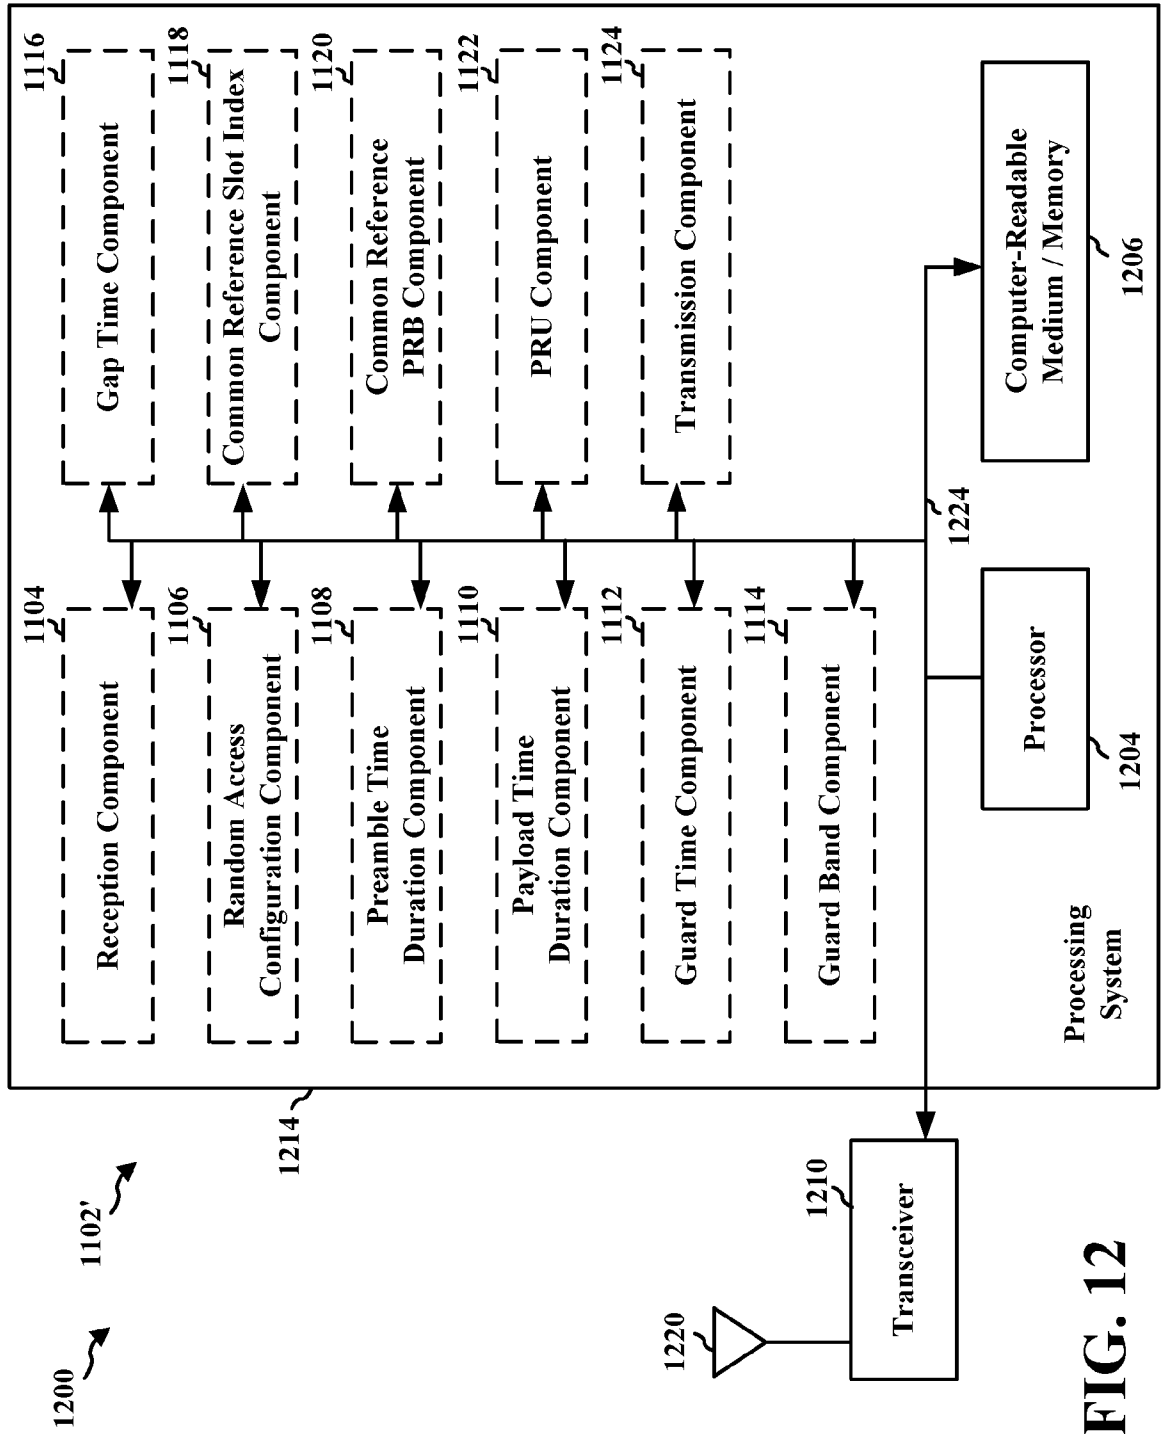 1200
1102'
1214
1104
Reception Component
1106
Random Access
Configuration Component
1108
Preamble Time
Duration Component
1110
Payload Time
Duration Component
1112
Guard Time Component
1114
Guard Band Component
1116
Gap Time Component
1118
Common Reference Slot Index
Component
1120
Common Reference
PRB Component
1122
PRU Component
1124
Transmission Component
1220
1210
Transceiver
Processing
System
Processor
1204
1224
Computer-Readable
Medium / Memory
1206
FIG. 12